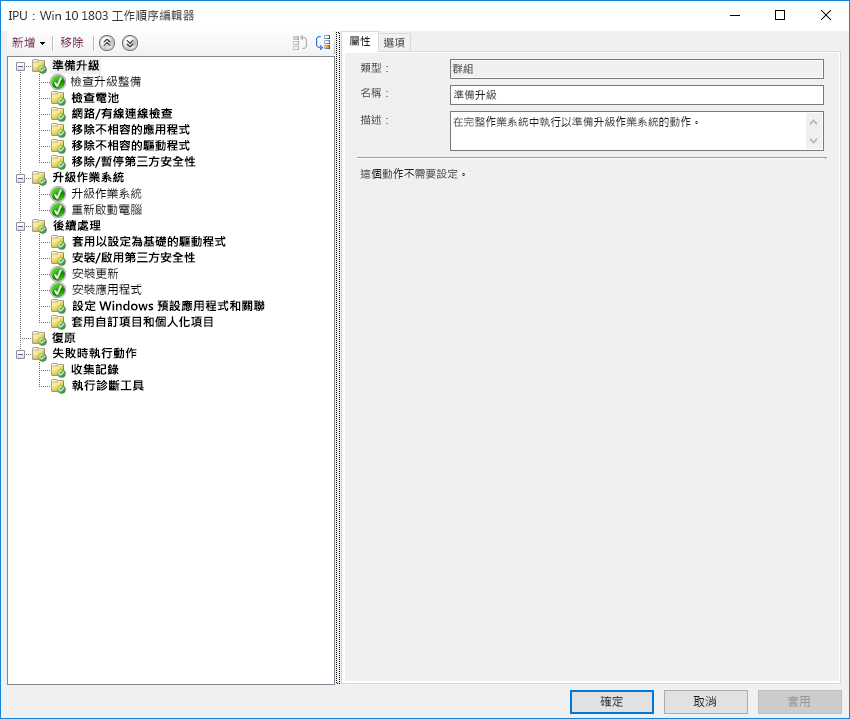 IPU：Win 10 1803 工作順序編輯器
新增 移除
屬性 選項
準備升級
檢查升級整備
檢查電池
網路/有線連線檢查
移除不相容的應用程式
移除不相容的驅動程式
移除/暫停第三方安全性
升級作業系統
升級作業系統
重新啟動電腦
後續處理
套用以設定為基礎的驅動程式
安裝/啟用第三方安全性
安裝更新
安裝應用程式
設定 Windows 預設應用程式和關聯
套用自訂項目和個人化項目
復原
失敗時執行動作
收集記錄
執行診斷工具
類型： 群組
名稱： 準備升級
描述： 在完整作業系統中執行以準備升級作業系統的動作。
這個動作不需要設定。
確定 取消 套用